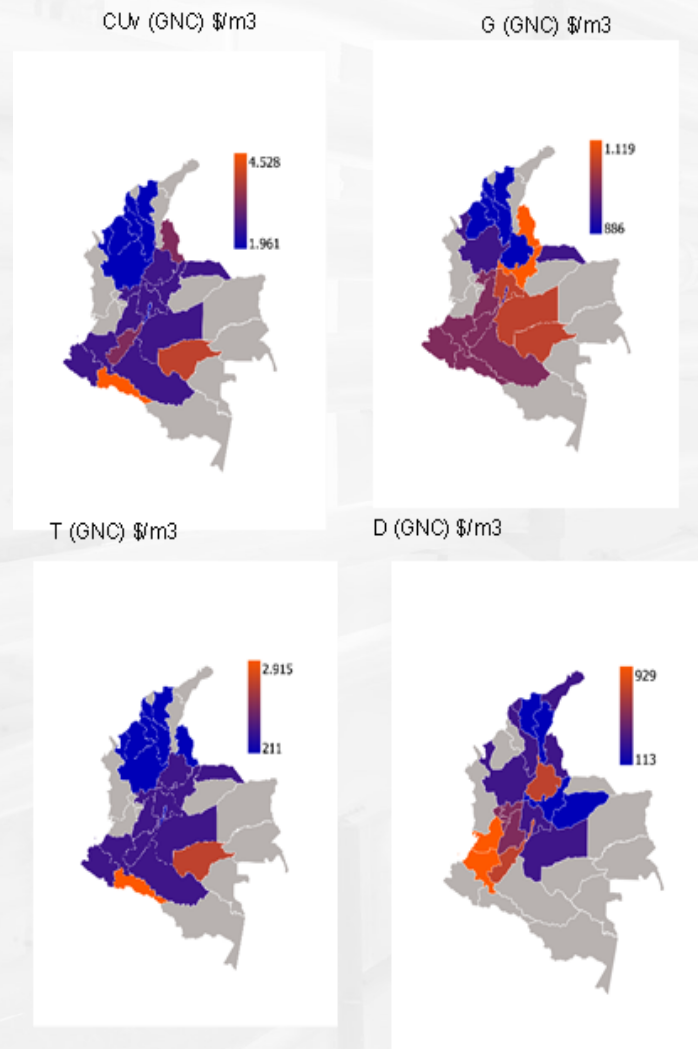 CUv (GNC) $/m3
G (GNC) $/m3
4.528
1.961
1.119
886
T (GNC) $/m3
D (GNC) $/m3
2.915
211
929
113